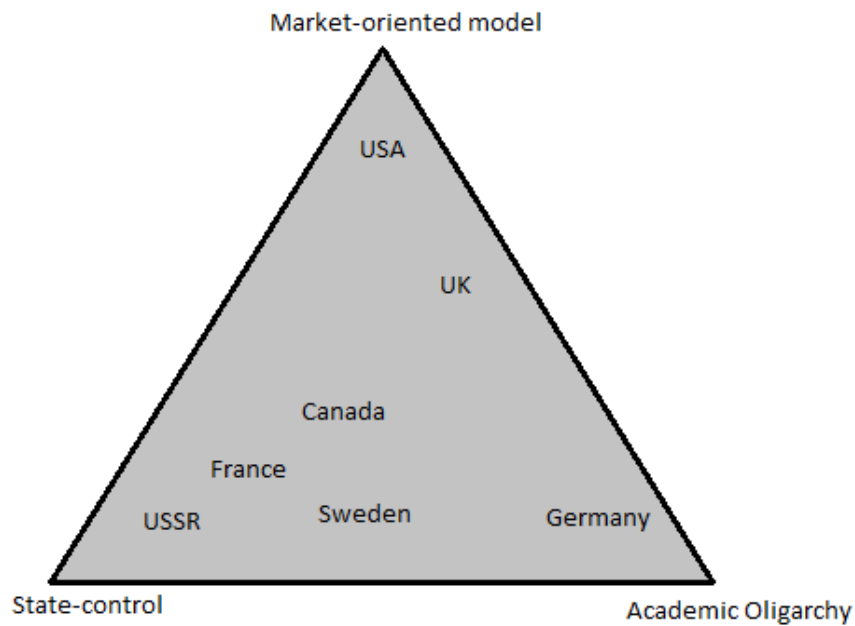 Market-oriented model
USA
UK
Canada
France
USSR
Sweden
Germany
State-control
Academic Oligarchy